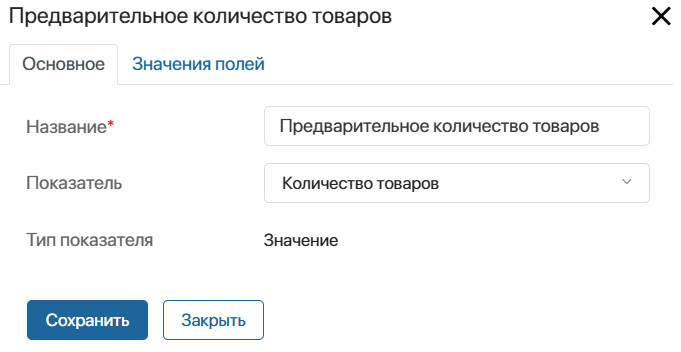 Предварительное количество товаров
Основное Значения полей
Название* Предварительное количество товаров
Показатель Количество товаров
Тип показателя Значение
Сохранить Закрыть